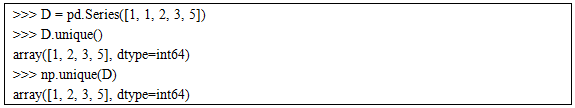 >>> D = pd.Series([1, 1, 2, 3, 5])
>>> D.unique()
array([1, 2, 3, 5], dtype=int64)
>>> np.unique(D)
array([1, 2, 3, 5], dtype=int64)